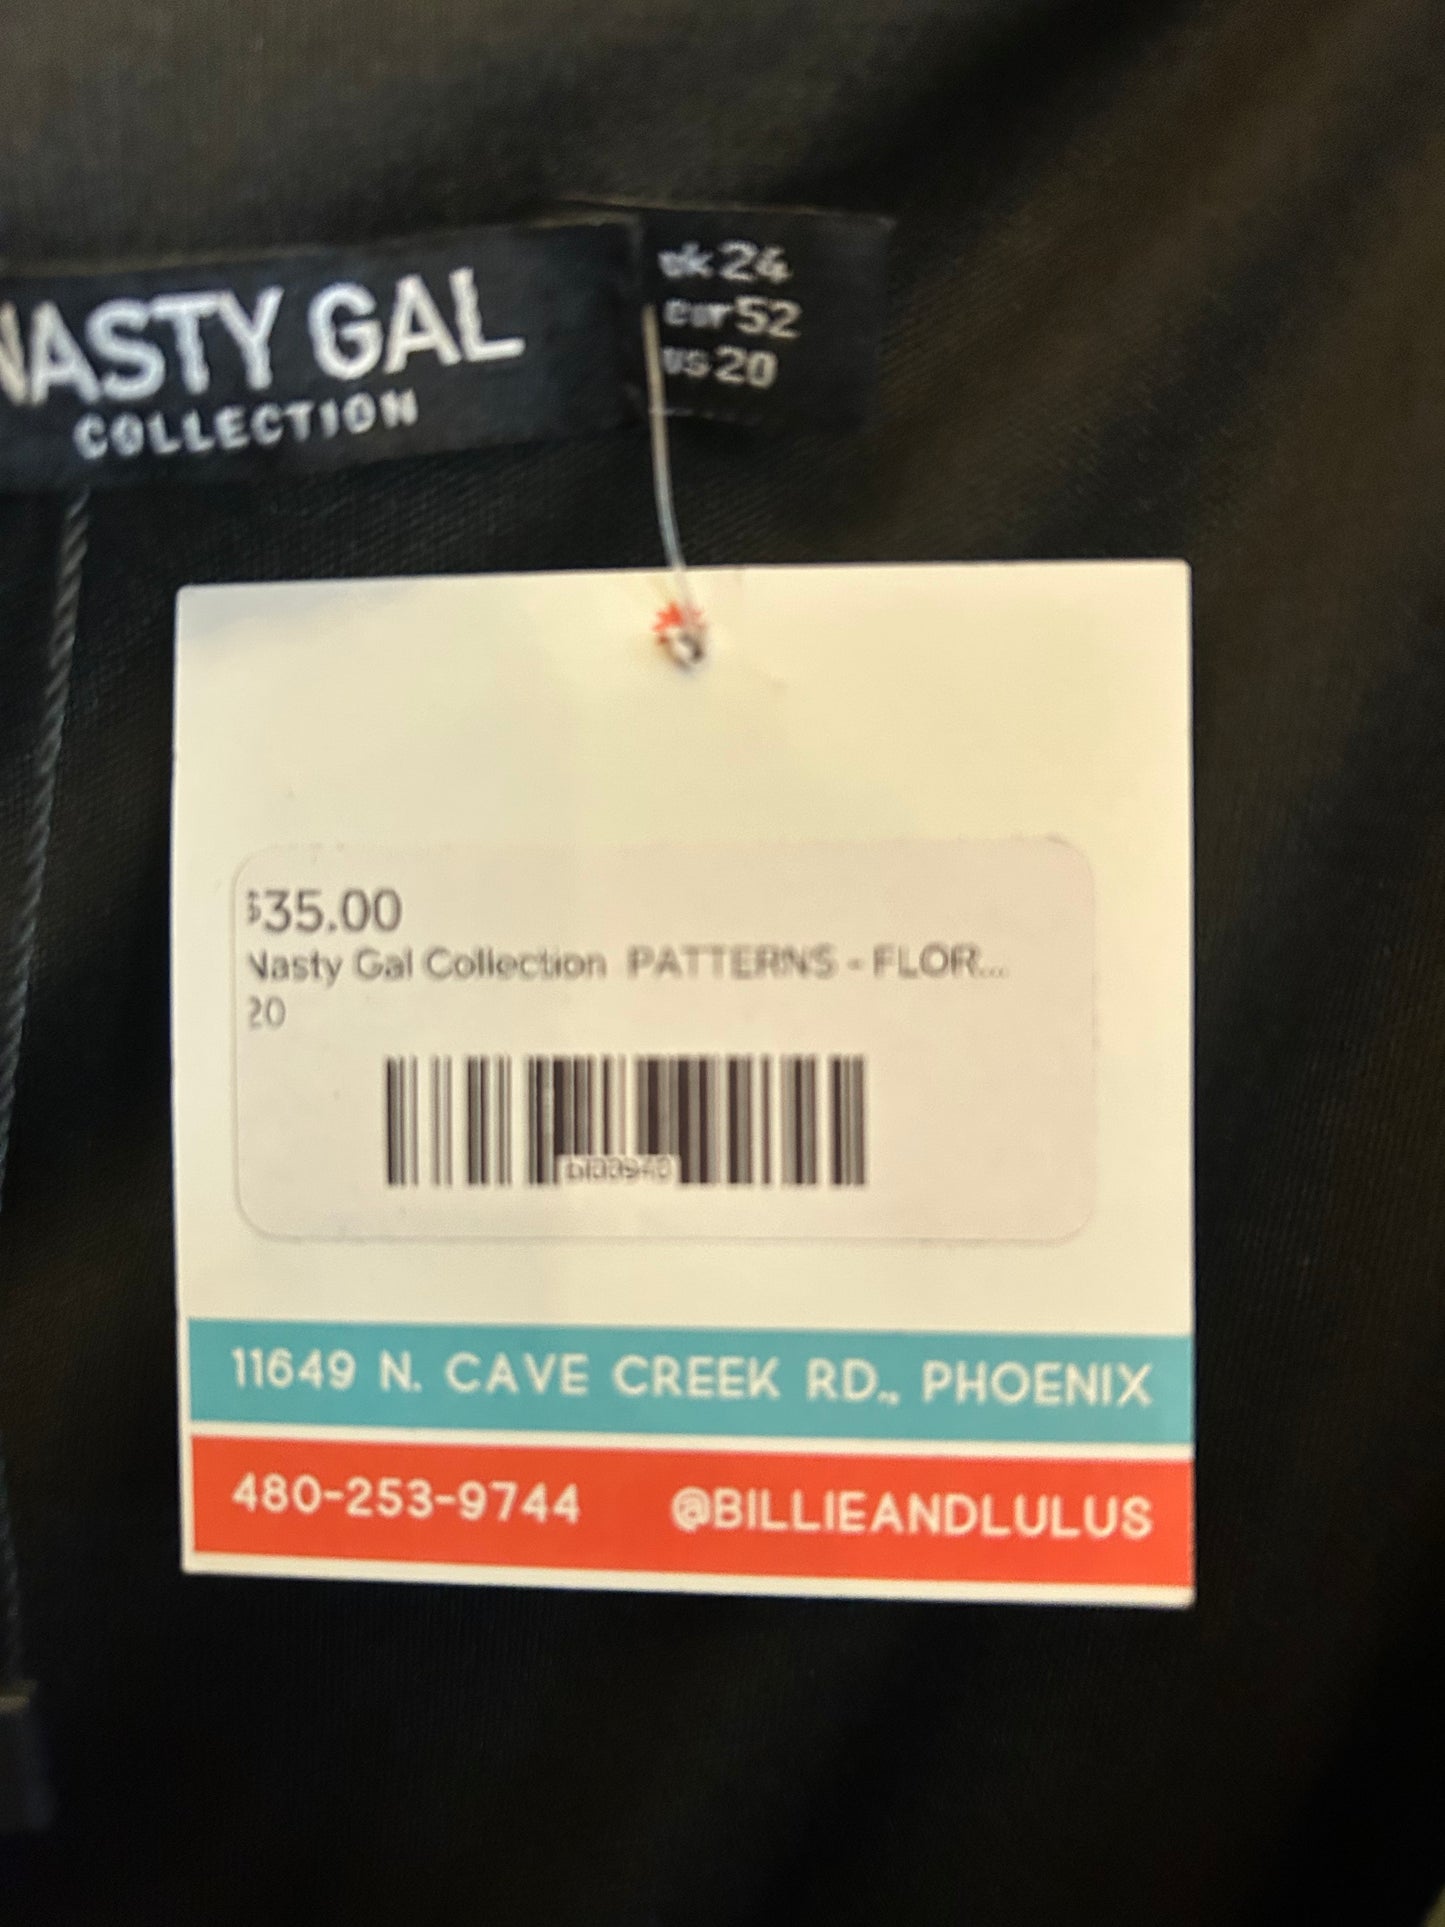 NASTY GAL
COLLECTION
uk 24
eur 52
us 20
$35.00
Nasty Gal Collection PATTERNS - FLOR...
20
11649 N. CAVE CREEK RD., PHOENIX
480-253-9744 @BILLIEANDLULUS